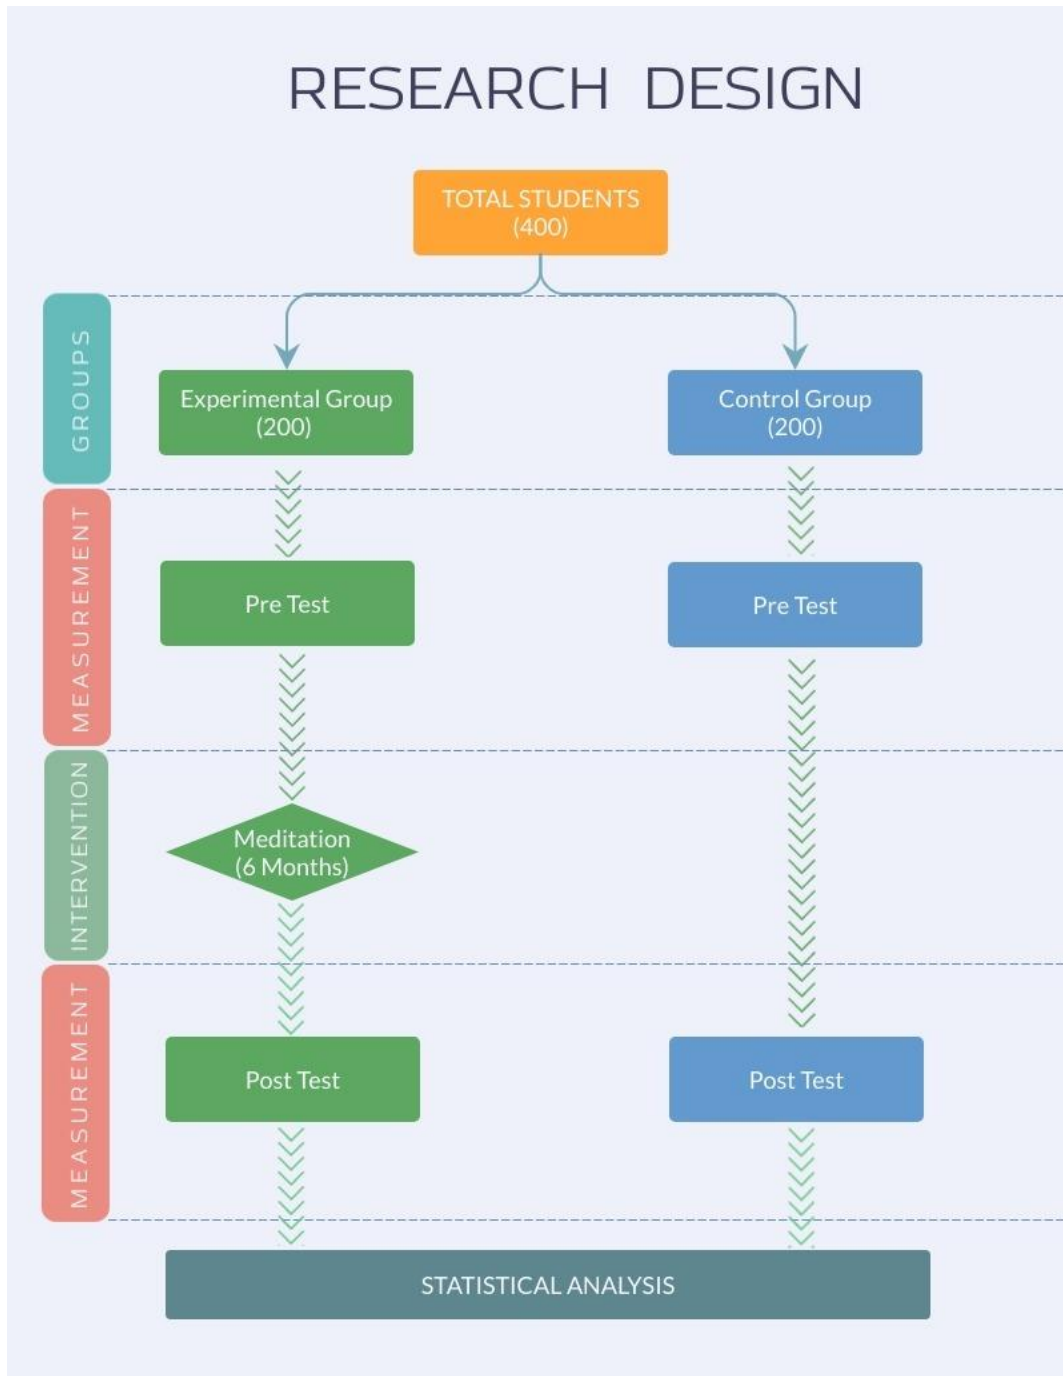 RESEARCH DESIGN
TOTAL STUDENTS
(400)
GROUPS
Experimental Group
(200)
Control Group
(200)
MEASUREMENT
Pre Test
Pre Test
INTERVENTION
Meditation
(6 Months)
MEASUREMENT
Post Test
Post Test
STATISTICAL ANALYSIS